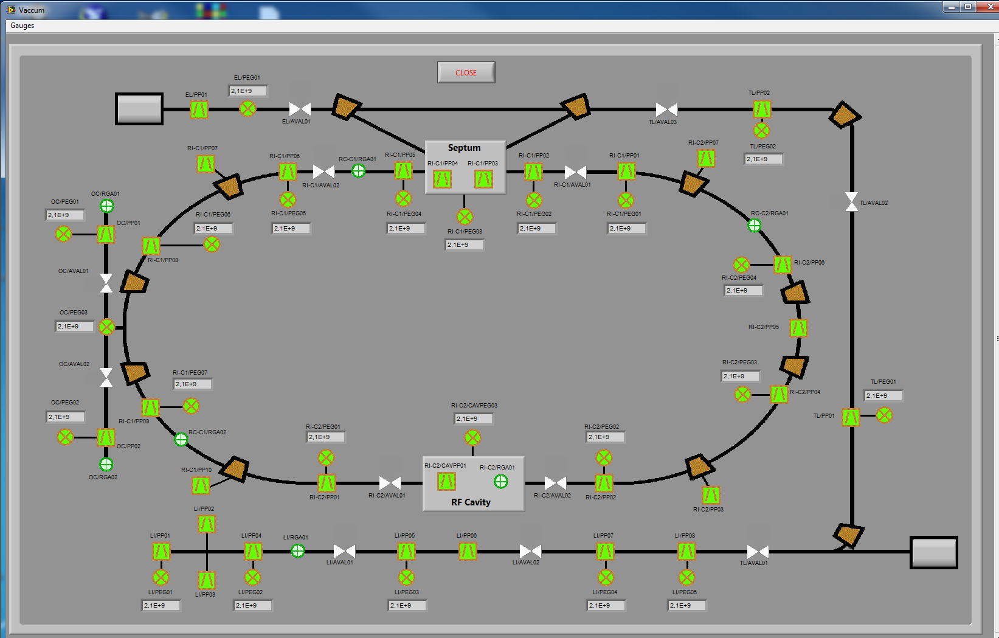 Vaccum
Gauges
CLOSE
EL/PEG01
2,1E+9
EL/PP01
EL/AVAL01
TL/AVAL03
TL/PP02
TL/PEG02
2,1E+9
RI-C1/PP07
RI-C1/PP06
RC-C1/RGA01
RI-C1/AVAL02
RI-C1/PP05
Septum
RI-C1/PP04
RI-C1/PP03
RI-C1/PP02
RI-C1/AVAL01
RI-C1/PP01
RI-C2/PP07
OC/RGA01
OC/PEG01
2,1E+9
OC/PP01
RI-C1/PEG06
2,1E+9
RI-C1/PEG05
2,1E+9
RI-C1/PEG04
2,1E+9
RI-C1/PEG03
2,1E+9
RI-C1/PEG02
2,1E+9
RI-C1/PEG01
2,1E+9
RC-C2/RGA01
TL/AVAL02
RI-C1/PP08
OC/AVAL01
RI-C2/PP06
RI-C2/PEG04
2,1E+9
OC/PEG03
2,1E+9
RI-C2/PP05
OC/AVAL02
RI-C1/PEG07
2,1E+9
RI-C2/PEG03
2,1E+9
RI-C2/PP04
TL/PEG01
2,1E+9
TL/PP01
OC/PEG02
2,1E+9
RI-C1/PP09
RC-C1/RGA02
OC/PP02
OC/RGA02
RI-C2/PEG01
2,1E+9
RI-C2/CAVPEG03
2,1E+9
RI-C2/PEG02
2,1E+9
RI-C1/PP10
RI-C2/PP01
RI-C2/AVAL01
RI-C2/CAVPP01
RI-C2/RGA01
RF Cavity
RI-C2/AVAL02
RI-C2/PP02
RI-C2/PP03
LI/PP02
LI/PP01
LI/PP04
LI/RGA01
LI/PP05
LI/PP06
LI/PP07
LI/PP08
LI/AVAL01
LI/AVAL02
TL/AVAL01
LI/PEG01
2,1E+9
LI/PP03
LI/PEG02
2,1E+9
LI/PEG03
2,1E+9
LI/PEG04
2,1E+9
LI/PEG05
2,1E+9